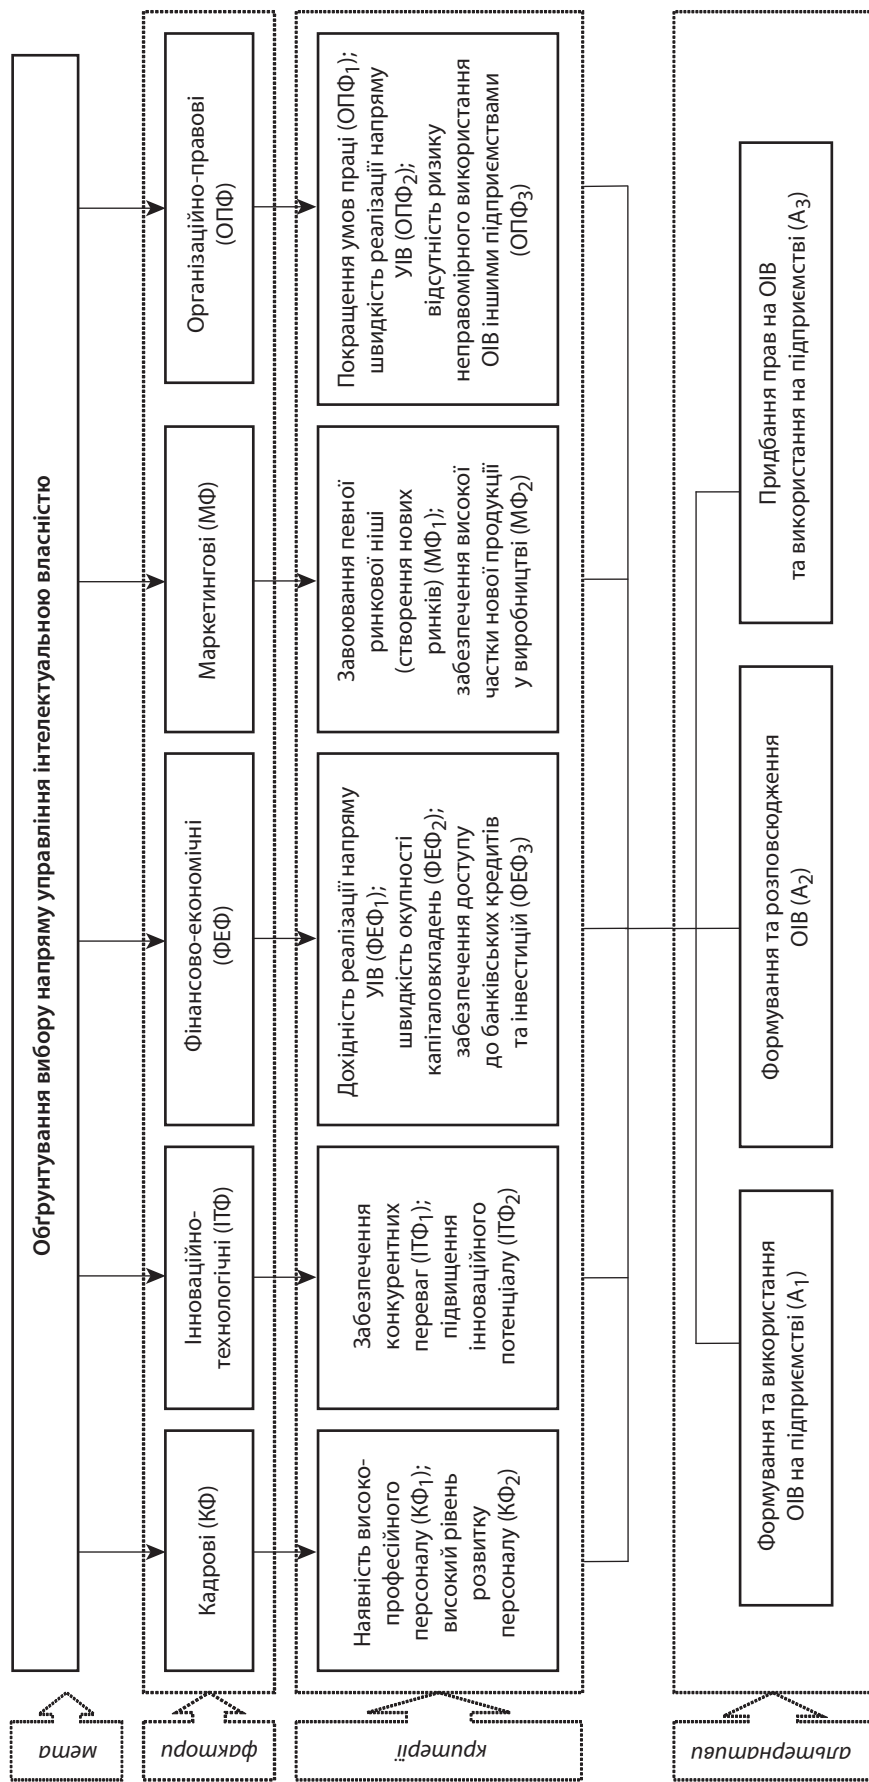 мета
Обґрунтування вибору напряму управління інтелектуальною власністю
фактори
Кадрові (КФ)
Інноваційно-
технологічні (ІТФ)
Фінансово-економічні
(ФЕФ)
Маркетингові (МФ)
Організаційно-правові
(ОПФ)
критерії
Наявність високо-
професійного
персоналу (КФ1);
високий рівень
розвитку
персоналу (КФ2)
Забезпечення
конкурентних
переваг (ІТФ1);
підвищення
інноваційного
потенціалу (ІТФ2)
Дохідність реалізації напряму
УІВ (ФЕФ1);
швидкість окупності
капіталовкладень (ФЕФ2);
забезпечення доступу
до банківських кредитів
та інвестицій (ФЕФ3)
Завоювання певної
ринкової ніші
(створення нових
ринків) (МФ1);
забезпечення високої
частки нової продукції
у виробництві (МФ2)
Покращення умов праці (ОПФ1);
швидкість реалізації напряму
УІВ (ОПФ2);
відсутність ризику
неправомірного використання
ОІВ іншими підприємствами
(ОПФ3)
альтернативи
Формування та використання
ОІВ на підприємстві (А1)
Формування та розповсюдження
ОІВ (А2)
Придбання прав на ОІВ
та використання на підприємстві (А3)